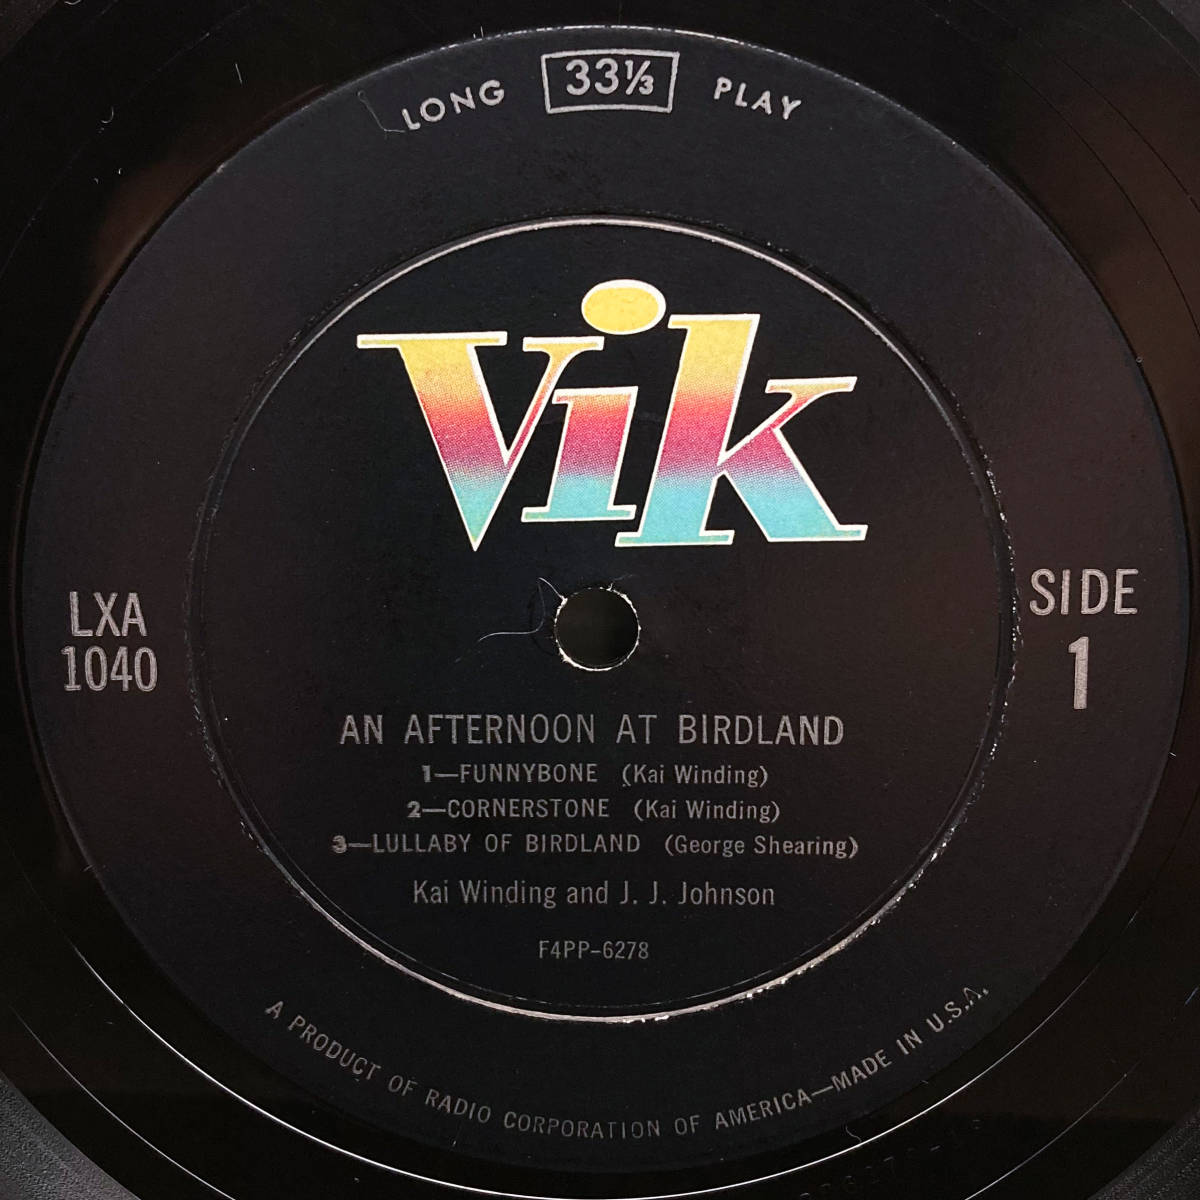 LONG 33⅓ PLAY
Vik
LXA
1040
SIDE
1
AN AFTERNOON AT BIRDLAND
1—FUNNYBONE (Kai Winding)
2—CORNERSTONE (Kai Winding)
3—LULLABY OF BIRDLAND (George Shearing)
Kai Winding and J. J. Johnson
F4PP-6278
A PRODUCT OF RADIO CORPORATION OF AMERICA—MADE IN U.S.A.